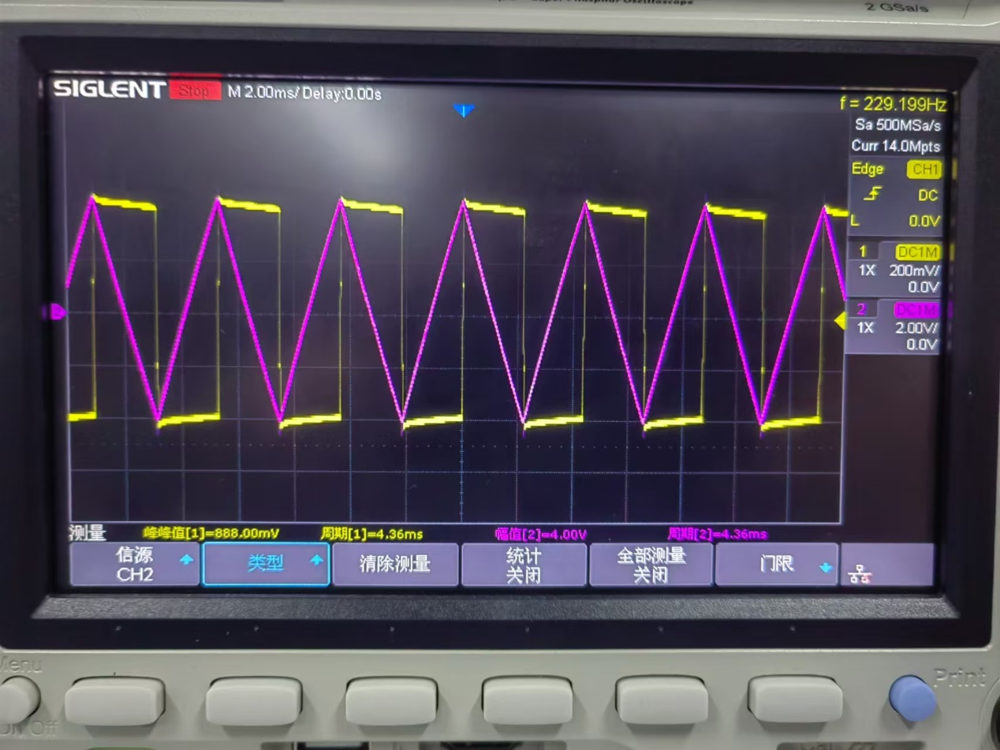 2 GSa/s
SIGLENT Stop M 2.00ms/ Delay:0.00s
f = 229.199Hz
Sa 500MSa/s
Curr 14.0Mpts
Edge CH1
DC
L 0.0V
1 DC1M
1X 200mV/
0.0V
2 DC1M
1X 2.00V/
0.0V
2
测量 峰峰值[1]=888.00mV 周期[1]=4.36ms 幅值[2]=4.00V 周期[2]=4.36ms
信源
CH2
类型
清除测量
统计
关闭
全部测量
关闭
门限
Menu
On/Off
Print